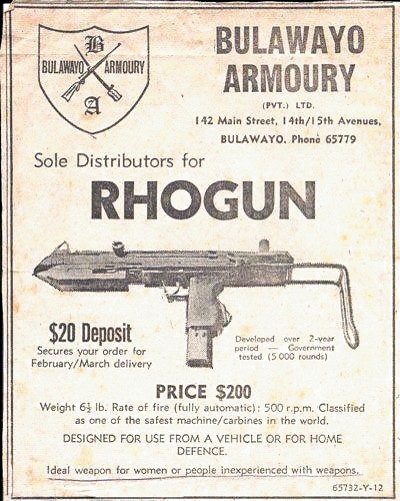 B
BULAWAYO ARMOURY
A
BULAWAYO
ARMOURY
(PVT.) LTD.
142 Main Street, 14th/15th Avenues,
BULAWAYO. Phone 65779
Sole Distributors for
RHOGUN
$20 Deposit
Secures your order for
February/March delivery
Developed over 2-year
period — Government
tested (5 000 rounds)
PRICE $200
Weight 6½ lb. Rate of fire (fully automatic): 500 r.p.m. Classified
as one of the safest machine/carbines in the world.
DESIGNED FOR USE FROM A VEHICLE OR FOR HOME
DEFENCE.
Ideal weapon for women or people inexperienced with weapons.
65732-Y-12